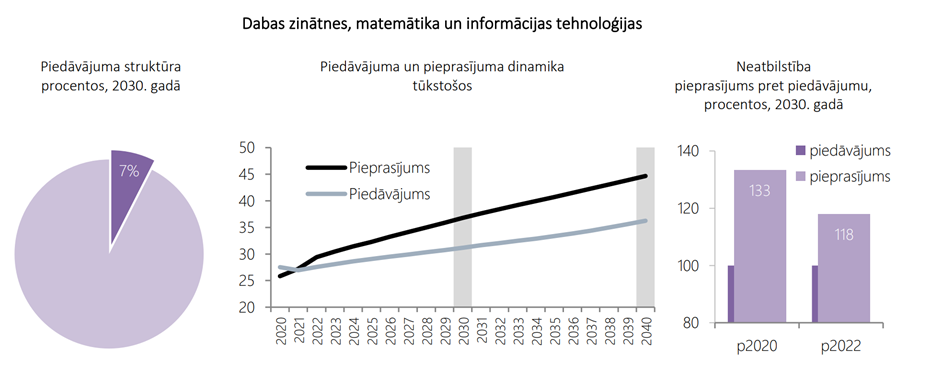 Dabas zinātnes, matemātika un informācijas tehnoloģijas
Piedāvājuma struktūra
procentos, 2030. gadā
7%
Piedāvājuma un pieprasījuma dinamika
tūkstošos
50
45
40
35
30
25
20
Pieprasījums
Piedāvājums
2020
2021
2022
2023
2024
2025
2026
2027
2028
2029
2030
2031
2032
2033
2034
2035
2036
2037
2038
2039
2040
Neatbilstība
pieprasījums pret piedāvājumu,
procentos, 2030. gadā
140
120
100
80
piedāvājums
pieprasījums
133
118
p2020
p2022